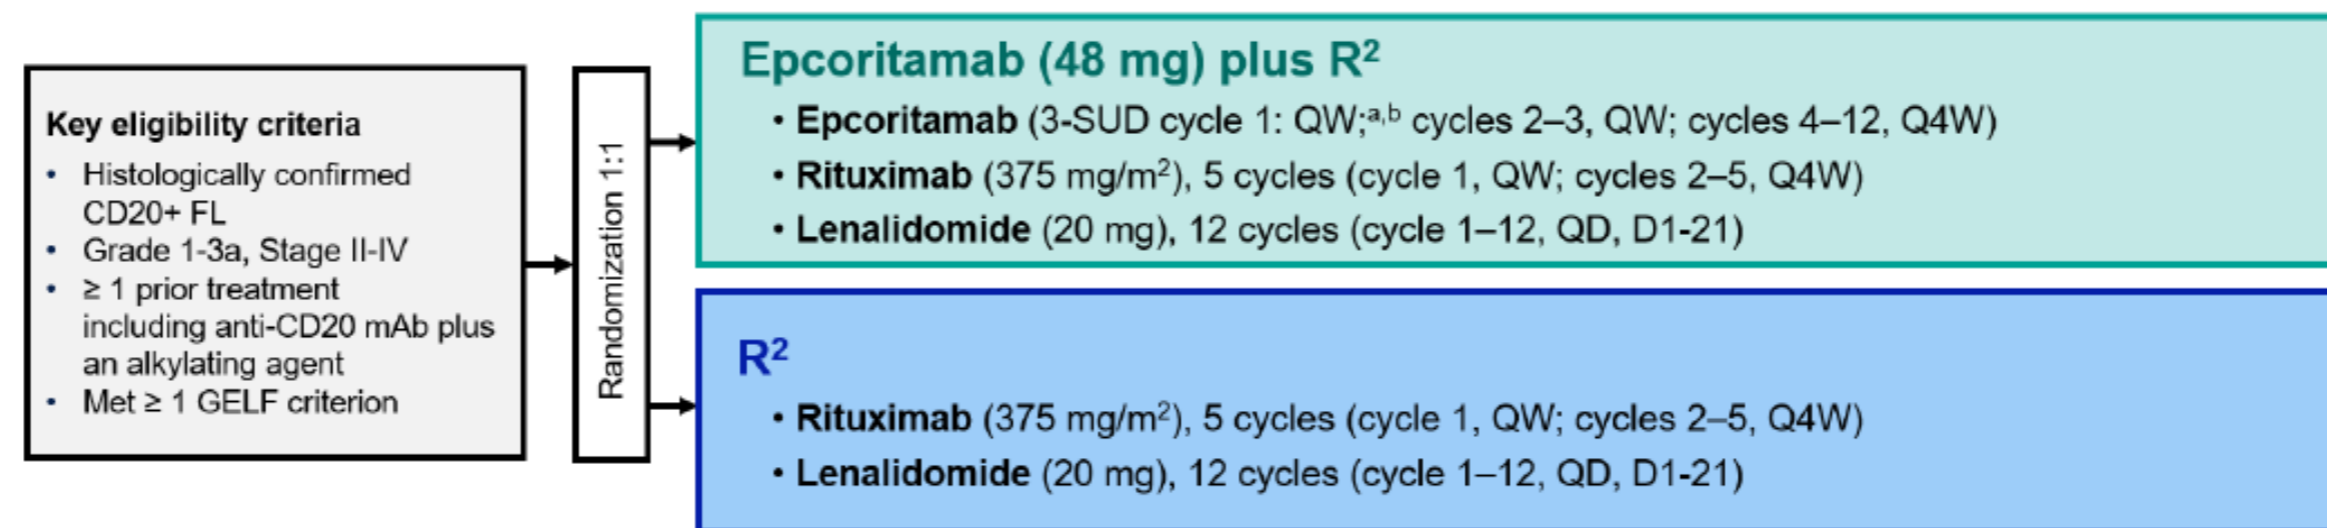 Key eligibility criteria
• Histologically confirmed
CD20+ FL
• Grade 1-3a, Stage II-IV
• ≥ 1 prior treatment
including anti-CD20 mAb plus
an alkylating agent
• Met ≥ 1 GELF criterion
Randomization 1:1
Epcoritamab (48 mg) plus R²
• Epcoritamab (3-SUD cycle 1: QW;ᵃ,ᵇ cycles 2–3, QW; cycles 4–12, Q4W)
• Rituximab (375 mg/m²), 5 cycles (cycle 1, QW; cycles 2–5, Q4W)
• Lenalidomide (20 mg), 12 cycles (cycle 1–12, QD, D1-21)
R²
• Rituximab (375 mg/m²), 5 cycles (cycle 1, QW; cycles 2–5, Q4W)
• Lenalidomide (20 mg), 12 cycles (cycle 1–12, QD, D1-21)